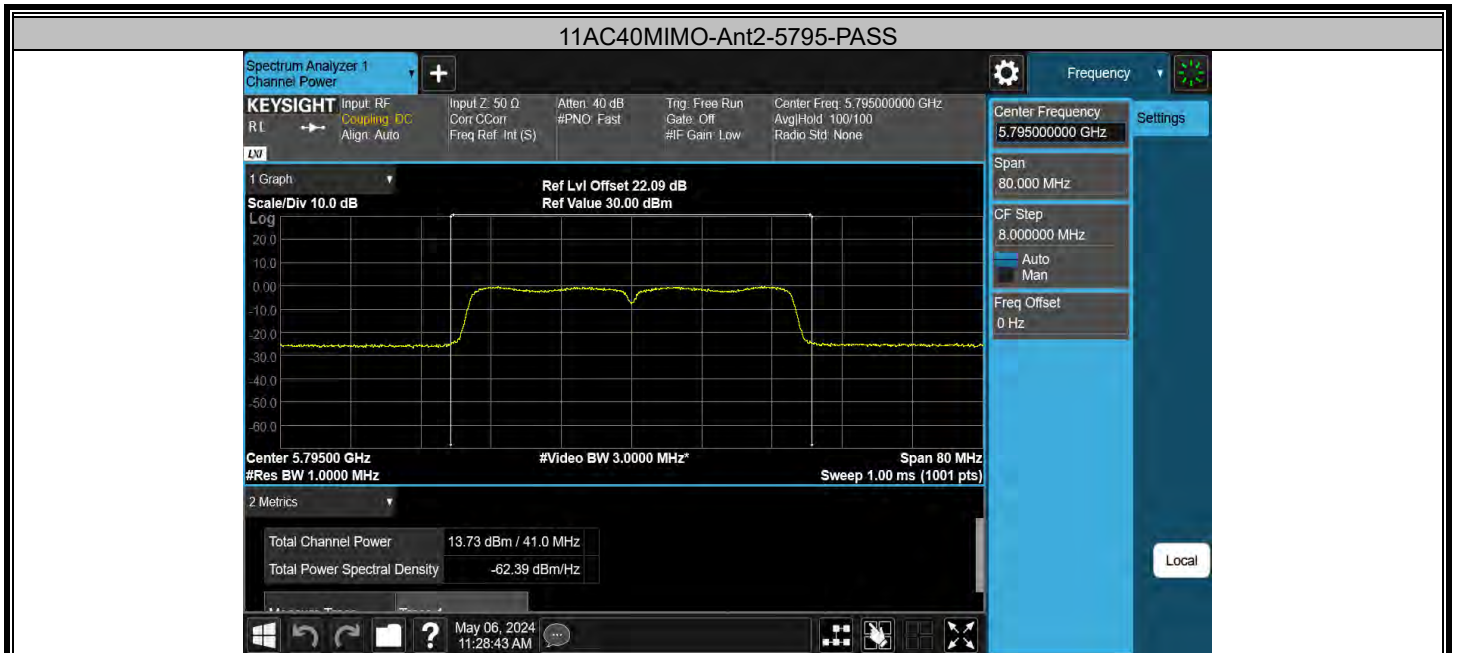 11AC40MIMO-Ant2-5795-PASS
Spectrum Analyzer 1
Channel Power
Frequency
KEYSIGHT
R L
LXI
Input: RF
Coupling: DC
Align: Auto
Input Z: 50 Ω
Corr CCorr
Freq Ref: Int (S)
Atten: 40 dB
#PNO: Fast
Trig: Free Run
Gate: Off
#IF Gain: Low
Center Freq: 5.795000000 GHz
Avg|Hold: 100/100
Radio Std: None
Center Frequency
5.795000000 GHz
Settings
Span
80.000 MHz
CF Step
8.000000 MHz
Auto
Man
Freq Offset
0 Hz
Local
1 Graph
Scale/Div 10.0 dB
Ref Lvl Offset 22.09 dB
Ref Value 30.00 dBm
Log
20.0
10.0
0.00
-10.0
-20.0
-30.0
-40.0
-50.0
-60.0
Center 5.79500 GHz
#Video BW 3.0000 MHz*
Span 80 MHz
#Res BW 1.0000 MHz
Sweep 1.00 ms (1001 pts)
2 Metrics
Total Channel Power 13.73 dBm / 41.0 MHz
Total Power Spectral Density -62.39 dBm/Hz
May 06, 2024
11:28:43 AM